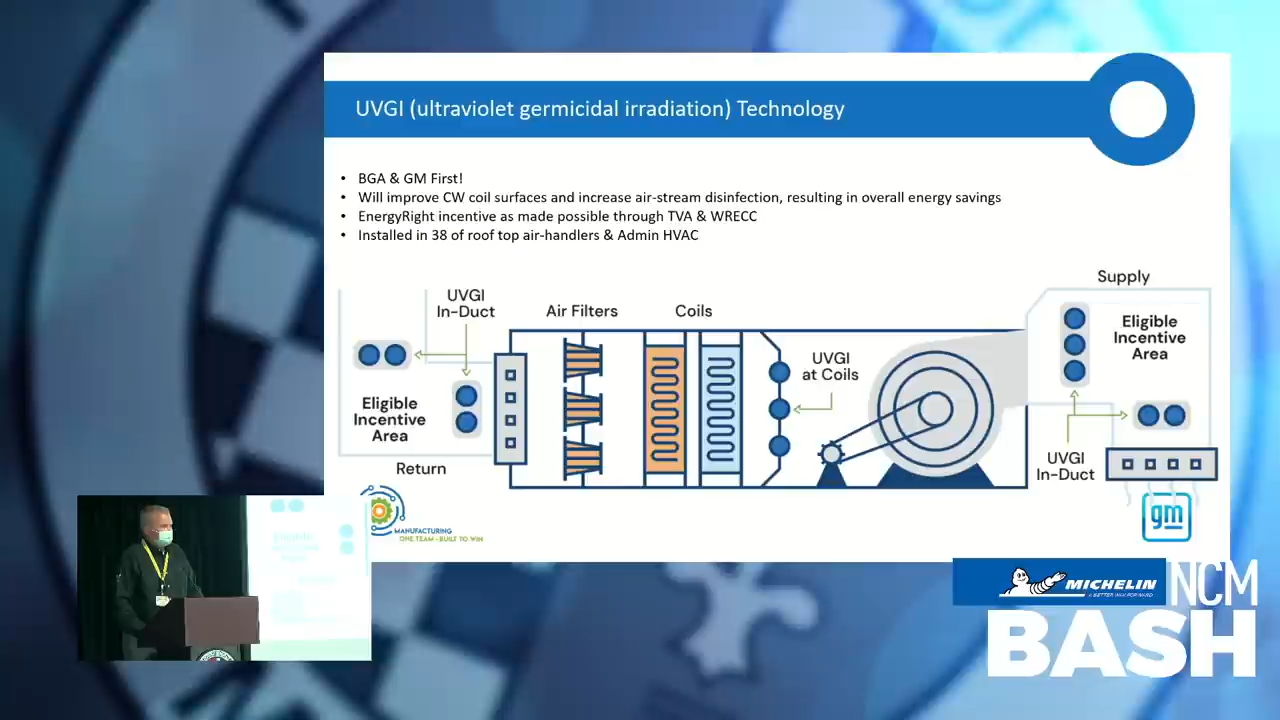 UVGI (ultraviolet germicidal irradiation) Technology
• BGA & GM First!
• Will improve CW coil surfaces and increase air-stream disinfection, resulting in overall energy savings
• EnergyRight incentive as made possible through TVA & WRECC
• Installed in 38 of roof top air-handlers & Admin HVAC
UVGI
In-Duct
Air Filters
Coils
Supply
Eligible
Incentive
Area
UVGI
at Coils
Eligible
Incentive
Area
Return
UVGI
In-Duct
MANUFACTURING
ONE TEAM - BUILT TO WIN
gm
MICHELIN
NCM
BASH